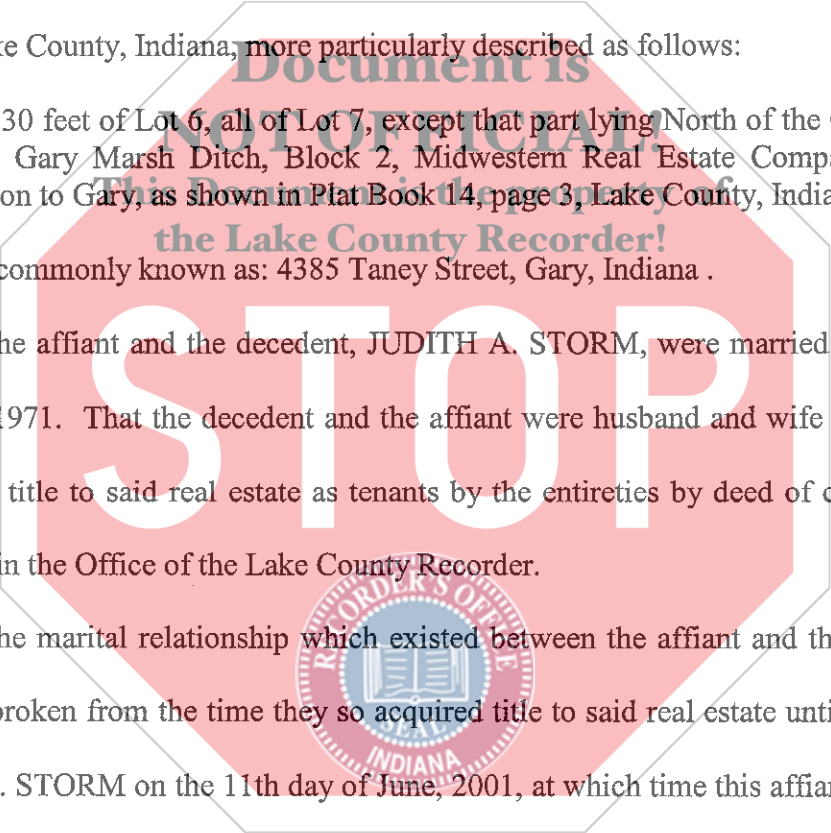 ke County, Indiana, more particularly described as follows:
Document is
30 feet of Lot 6, all of Lot 7, except that part lying North of the
NOT OFFICIAL!
Gary Marsh Ditch, Block 2, Midwestern Real Estate Comp
This Document is the property of
on to Gary, as shown in Plat Book 14, page 3, Lake County, India
the Lake County Recorder!
commonly known as: 4385 Taney Street, Gary, Indiana .
he affiant and the decedent, JUDITH A. STORM, were married
STOP
1971. That the decedent and the affiant were husband and wife
title to said real estate as tenants by the entireties by deed of
in the Office of the Lake County Recorder.
he marital relationship which existed between the affiant and th
broken from the time they so acquired title to said real estate unti
. STORM on the 11th day of June, 2001, at which time this affian
RECORDER'S OFFICE
SEAL
INDIANA